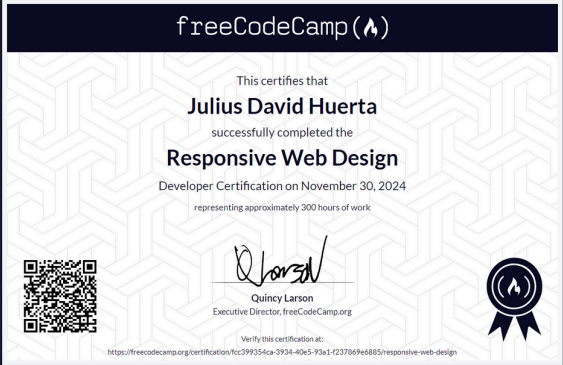 freeCodeCamp
This certifies that
Julius David Huerta
successfully completed the
Responsive Web Design
Developer Certification on November 30, 2024
representing approximately 300 hours of work
Quincy Larson
Executive Director, freeCodeCamp.org
Verify this certification at:
https://freecodecamp.org/certification/fcc399354ca-3934-40e5-93a1-f237869e6885/responsive-web-design